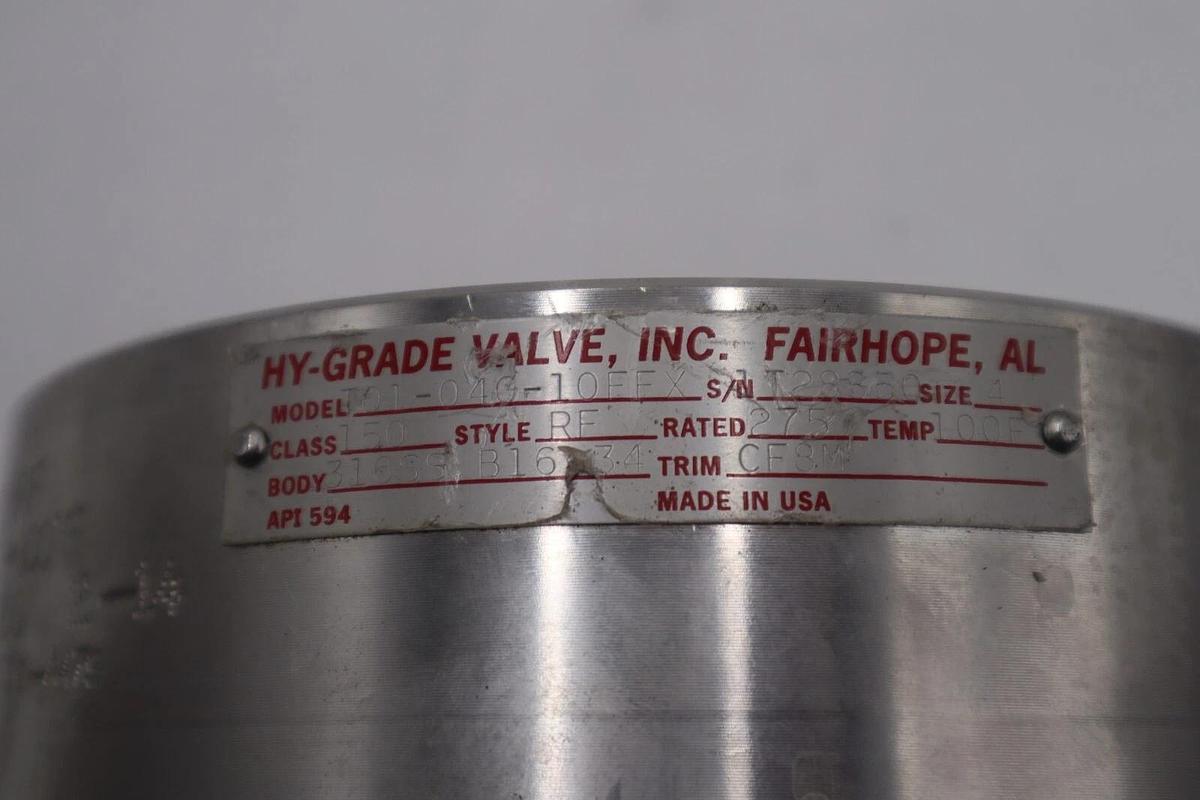 HY-GRADE VALVE, INC. FAIRHOPE, AL
MODEL S/N SIZE 4
CLASS 150 STYLE RF RATED 275 TEMP 100F
BODY 316SS TRIM CF8M
API 594 MADE IN USA